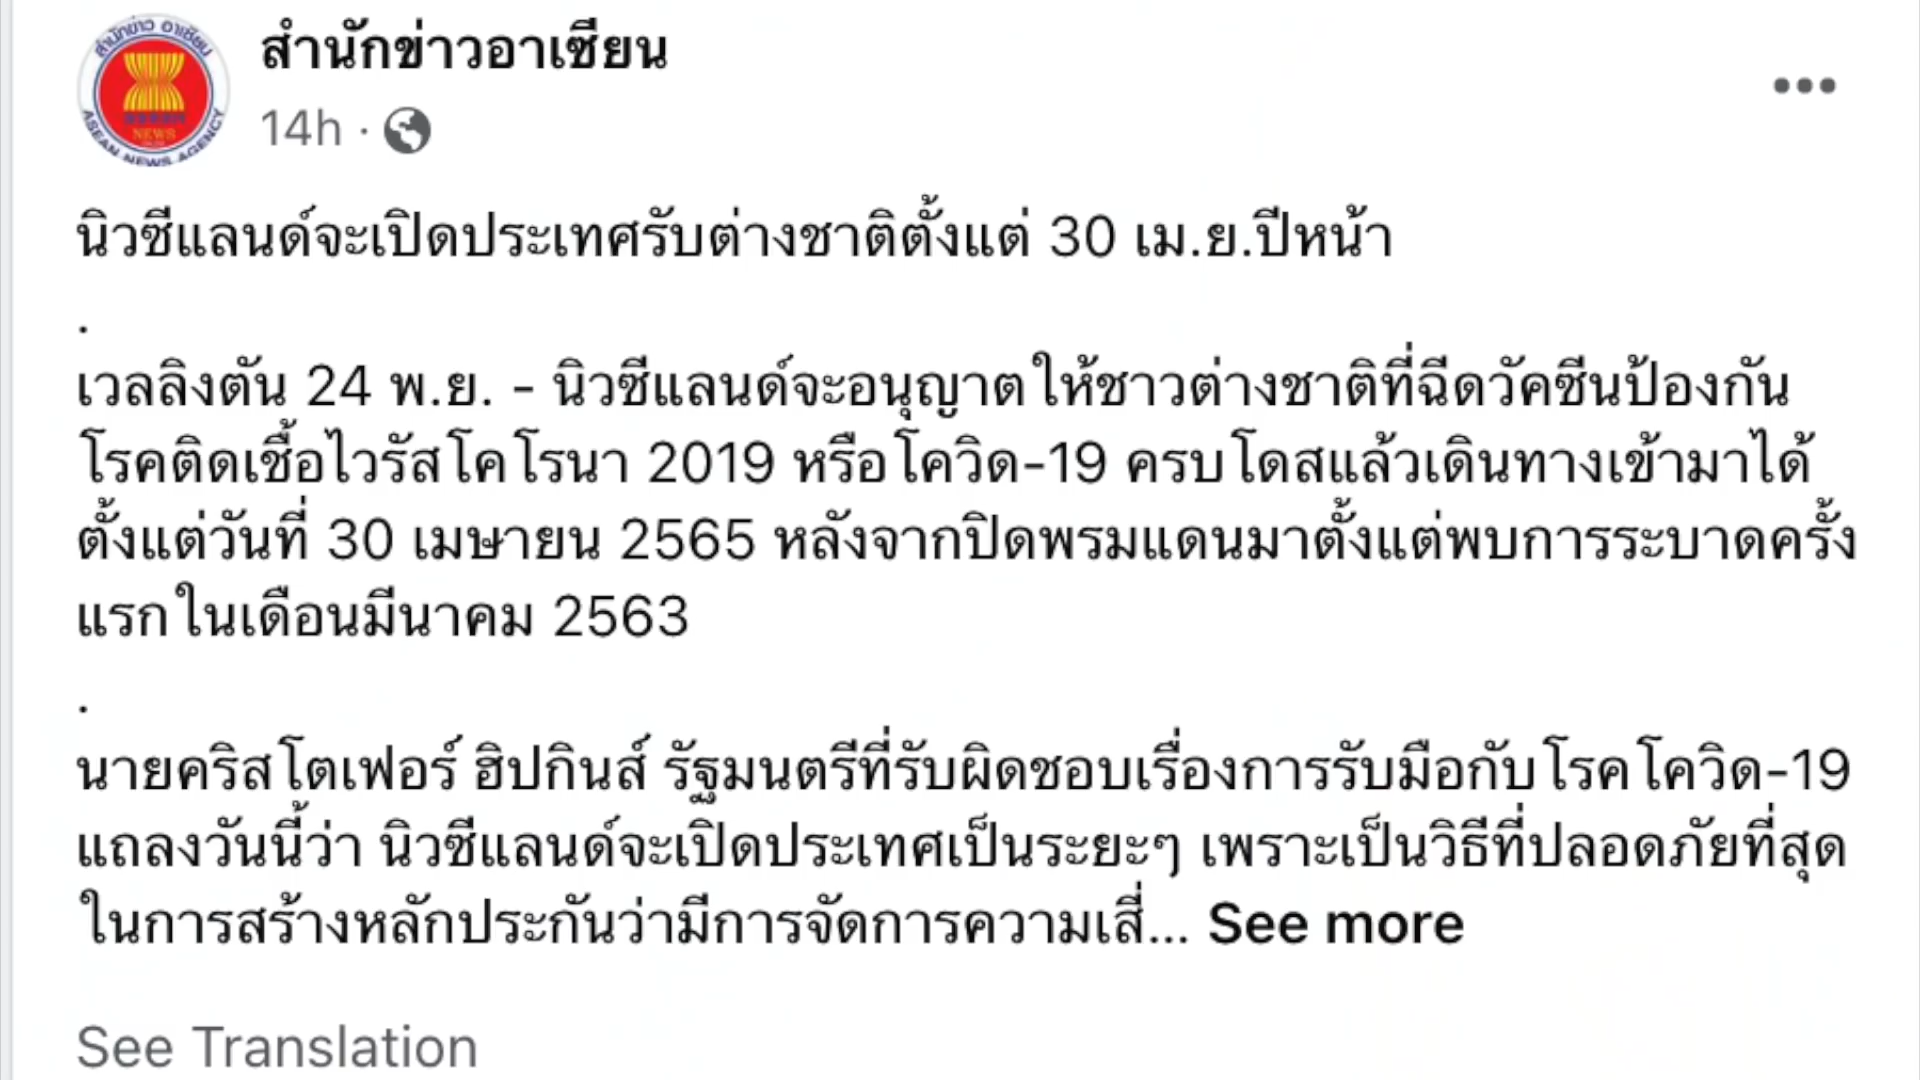 สำนักข่าว อาเซียน
NEWS
ASEAN NEWS AGENCY
สำนักข่าวอาเซียน
14h ·
นิวซีแลนด์จะเปิดประเทศรับต่างชาติตั้งแต่ 30 เม.ย.ปีหน้า
.
เวลลิงตัน 24 พ.ย. - นิวซีแลนด์จะอนุญาตให้ชาวต่างชาติที่ฉีดวัคซีนป้องกัน
โรคติดเชื้อไวรัสโคโรนา 2019 หรือโควิด-19 ครบโดสแล้วเดินทางเข้ามาได้
ตั้งแต่วันที่ 30 เมษายน 2565 หลังจากปิดพรมแดนมาตั้งแต่พบการระบาดครั้ง
แรกในเดือนมีนาคม 2563
.
นายคริสโตเฟอร์ ฮิปกินส์ รัฐมนตรีที่รับผิดชอบเรื่องการรับมือกับโรคโควิด-19
แถลงวันนี้ว่า นิวซีแลนด์จะเปิดประเทศเป็นระยะๆ เพราะเป็นวิธีที่ปลอดภัยที่สุด
ในการสร้างหลักประกันว่ามีการจัดการความเสี่... See more
See Translation